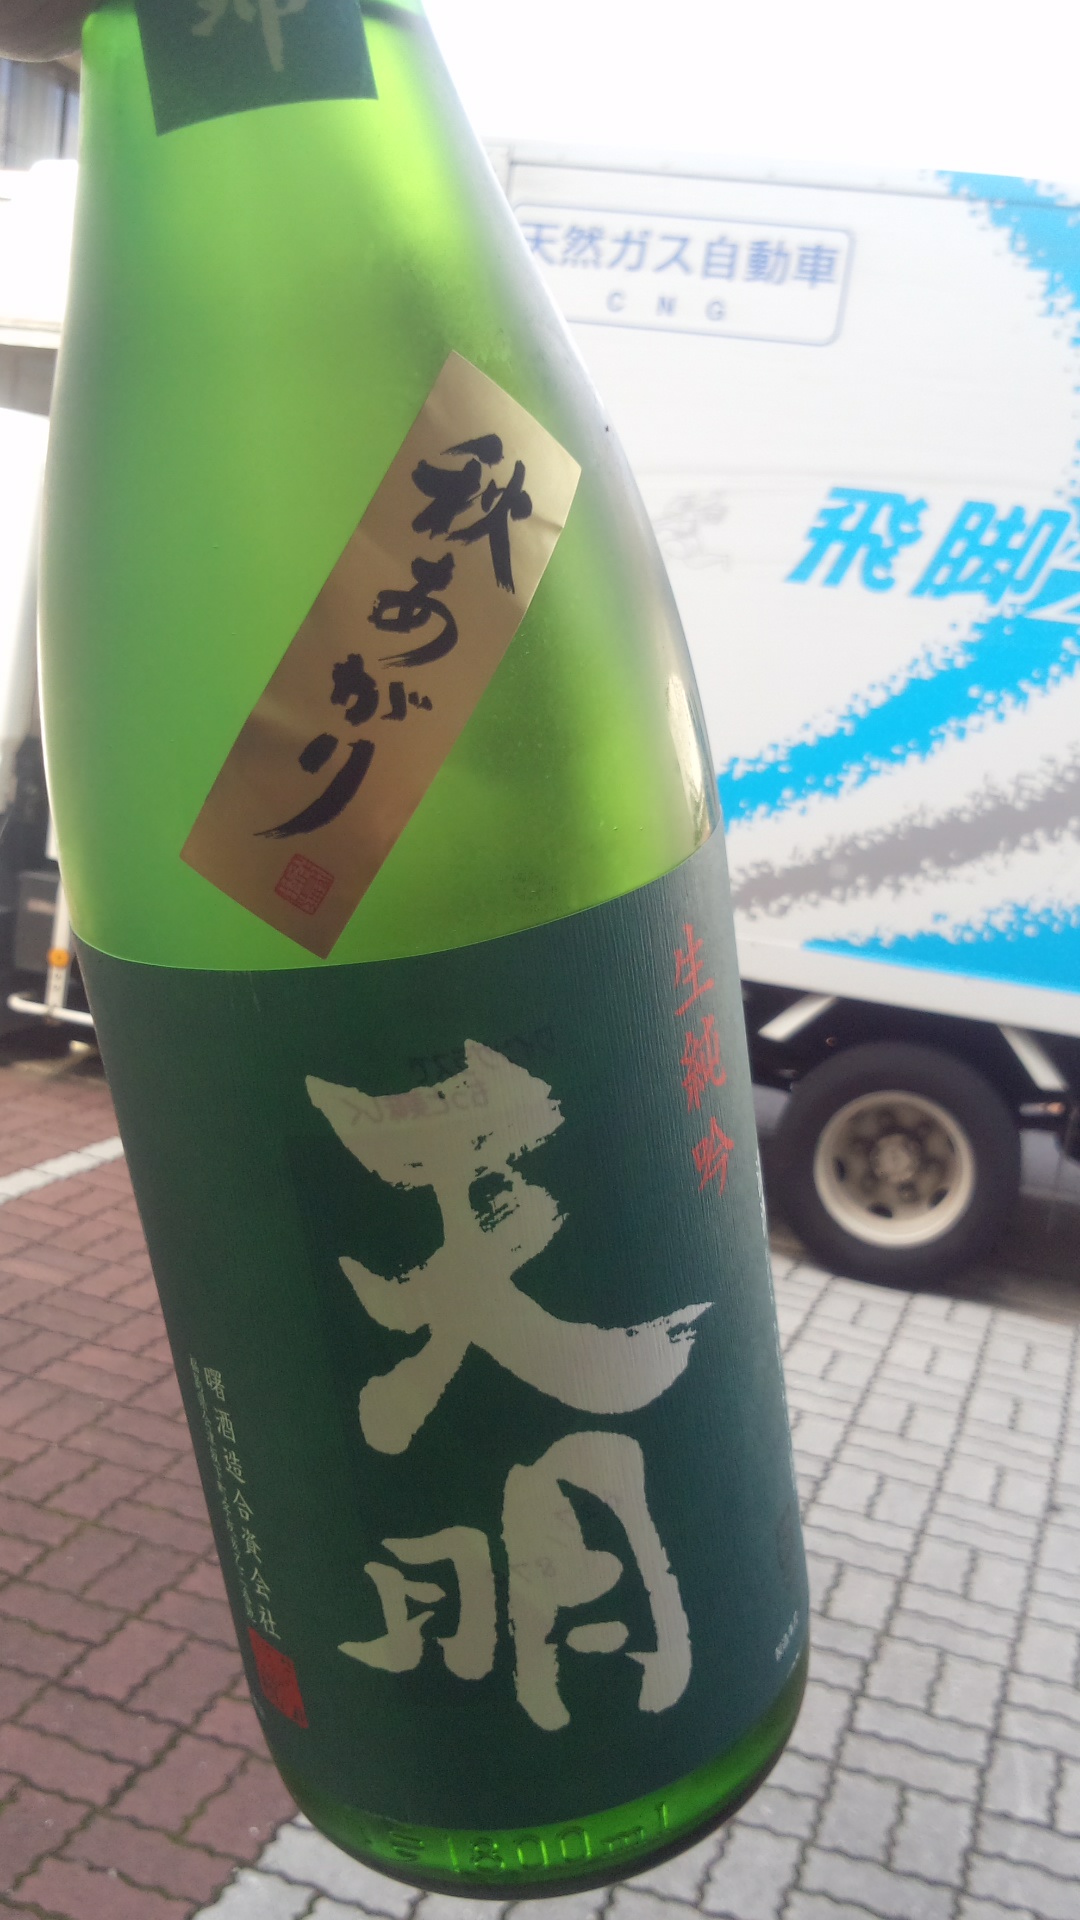 天然ガス自動車
CNG
飛脚
秋あがり
生純吟
天明
曙酒造合資会社
1800ml